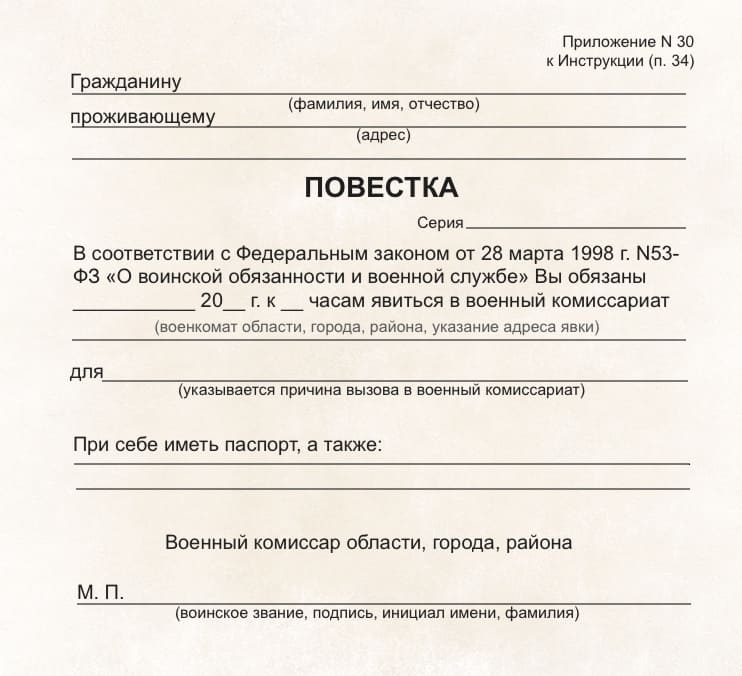 Приложение N 30
к Инструкции (п. 34)
Гражданину
(фамилия, имя, отчество)
проживающему
(адрес)
ПОВЕСТКА
Серия
В соответствии с Федеральным законом от 28 марта 1998 г. N53-
ФЗ «О воинской обязанности и военной службе» Вы обязаны
___________ 20__ г. к __ часам явиться в военный комиссариат
(военкомат области, города, района, указание адреса явки)
для
(указывается причина вызова в военный комиссариат)
При себе иметь паспорт, а также:
Военный комиссар области, города, района
М. П.
(воинское звание, подпись, инициал имени, фамилия)